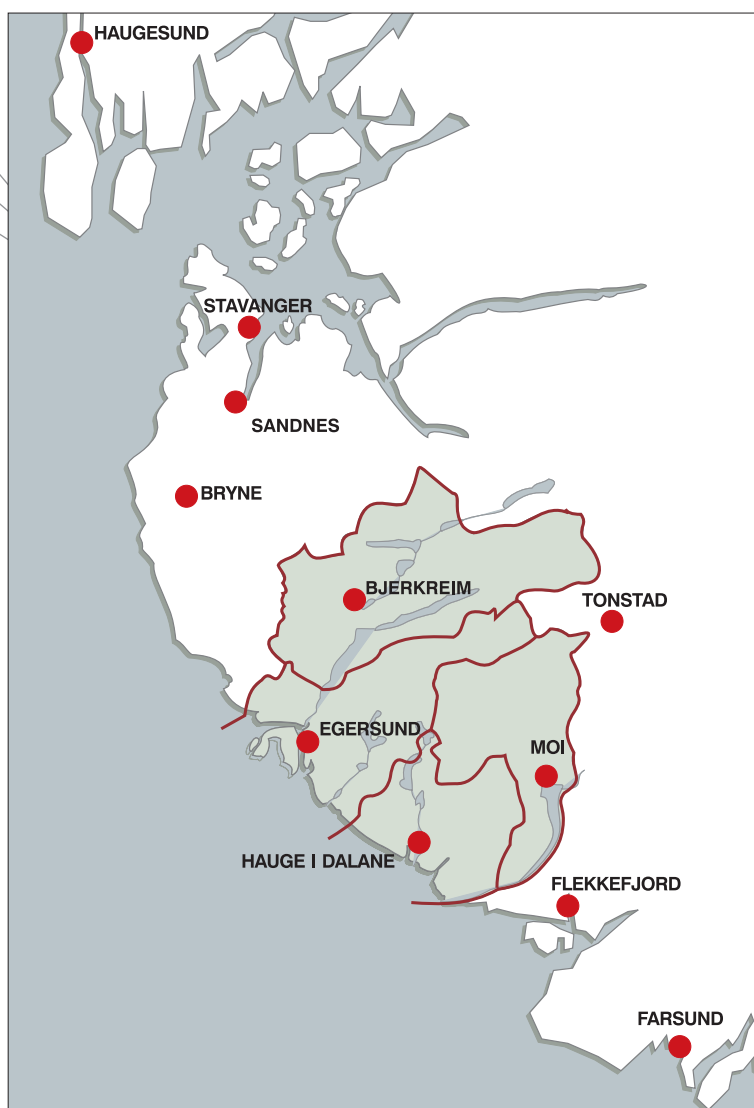 HAUGESUND
STAVANGER
SANDNES
BRYNE
BJERKREIM
TONSTAD
EGERSUND
MOI
HAUGE I DALANE
FLEKKEFJORD
FARSUND